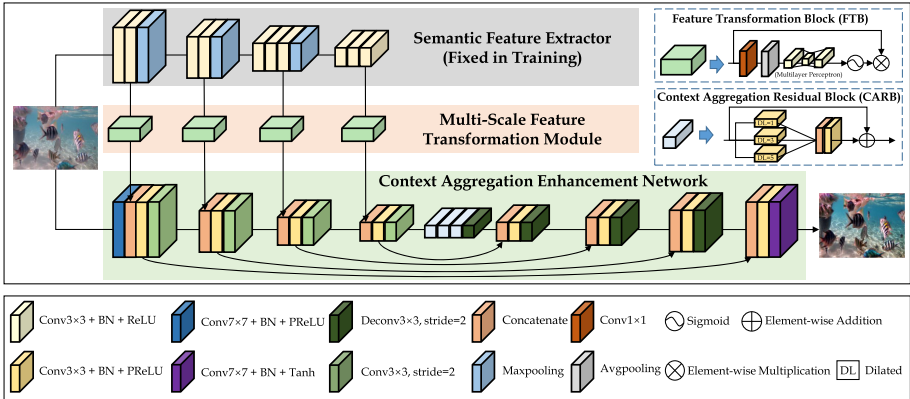 Semantic Feature Extractor
(Fixed in Training)
Multi-Scale Feature
Transformation Module
Context Aggregation Enhancement Network
Feature Transformation Block (FTB)
(Multilayer Perceptron)
Context Aggregation Residual Block (CARB)
DL=1
DL=3
DL=5
Conv3×3 + BN + ReLU
Conv7×7 + BN + PReLU
Deconv3×3, stride=2
Concatenate
Conv1×1
Sigmoid
Element-wise Addition
Conv3×3 + BN + PReLU
Conv7×7 + BN + Tanh
Conv3×3, stride=2
Maxpooling
Avgpooling
Element-wise Multiplication
DL Dilated